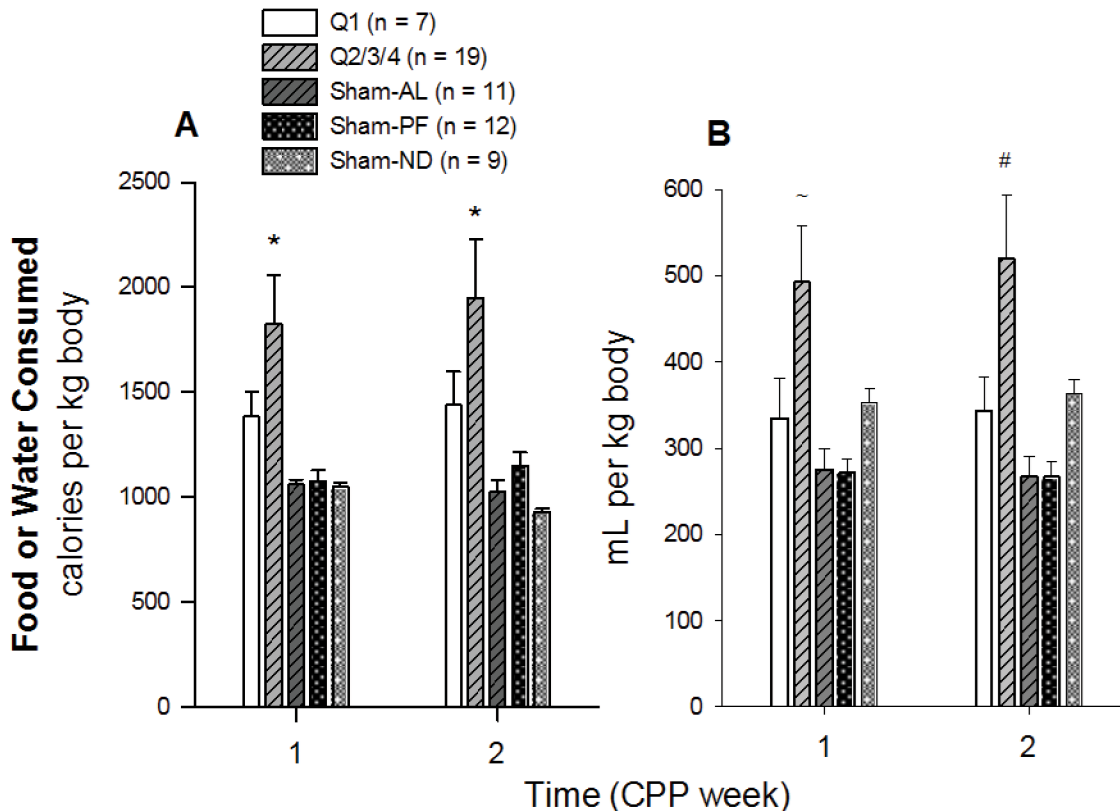 Q1 (n = 7)
Q2/3/4 (n = 19)
Sham-AL (n = 11)
Sham-PF (n = 12)
Sham-ND (n = 9)
A
Food or Water Consumed
calories per kg body
2500
2000
1500
1000
500
0
*
*
1
2
B
mL per kg body
600
500
400
300
200
100
0
~
#
1
2
Time (CPP week)